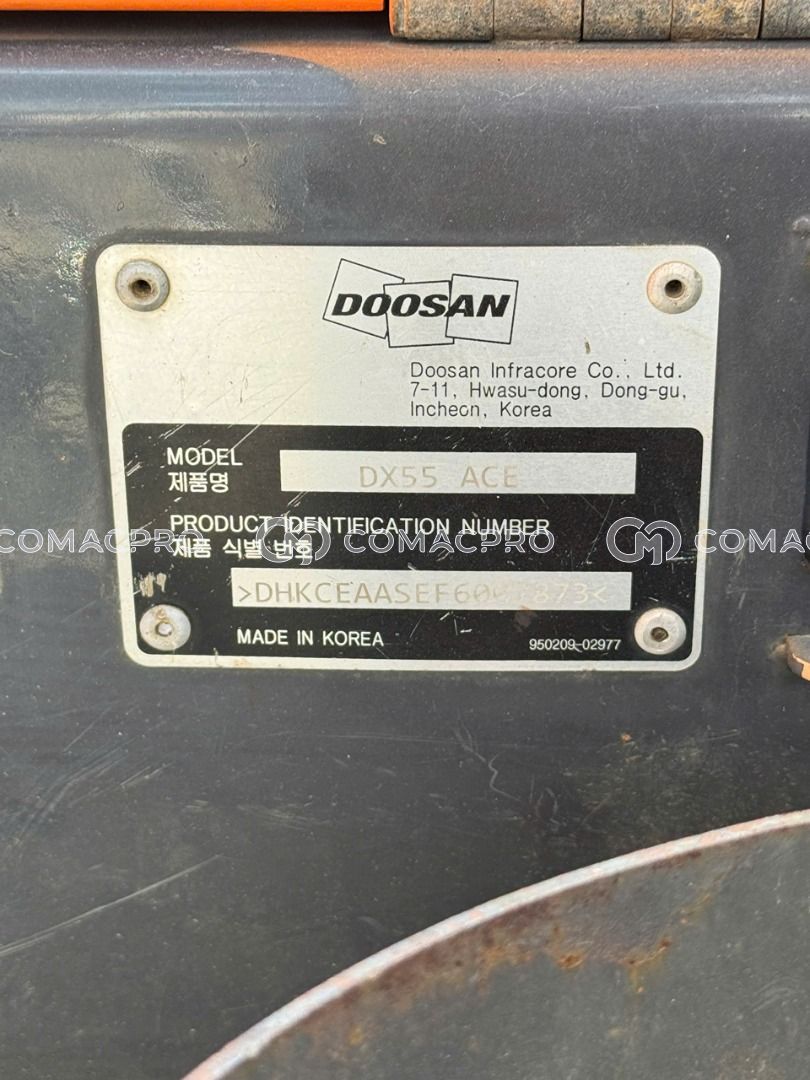 DOOSAN
Doosan Infracore Co., Ltd.
7-11, Hwasu-dong, Dong-gu,
Incheon, Korea
MODEL
제품명
DX55 ACE
PRODUCT IDENTIFICATION NUMBER
COMACPRO COMACPRO COMACPRO
제품 식별 번호
MADE IN KOREA
950209-02977